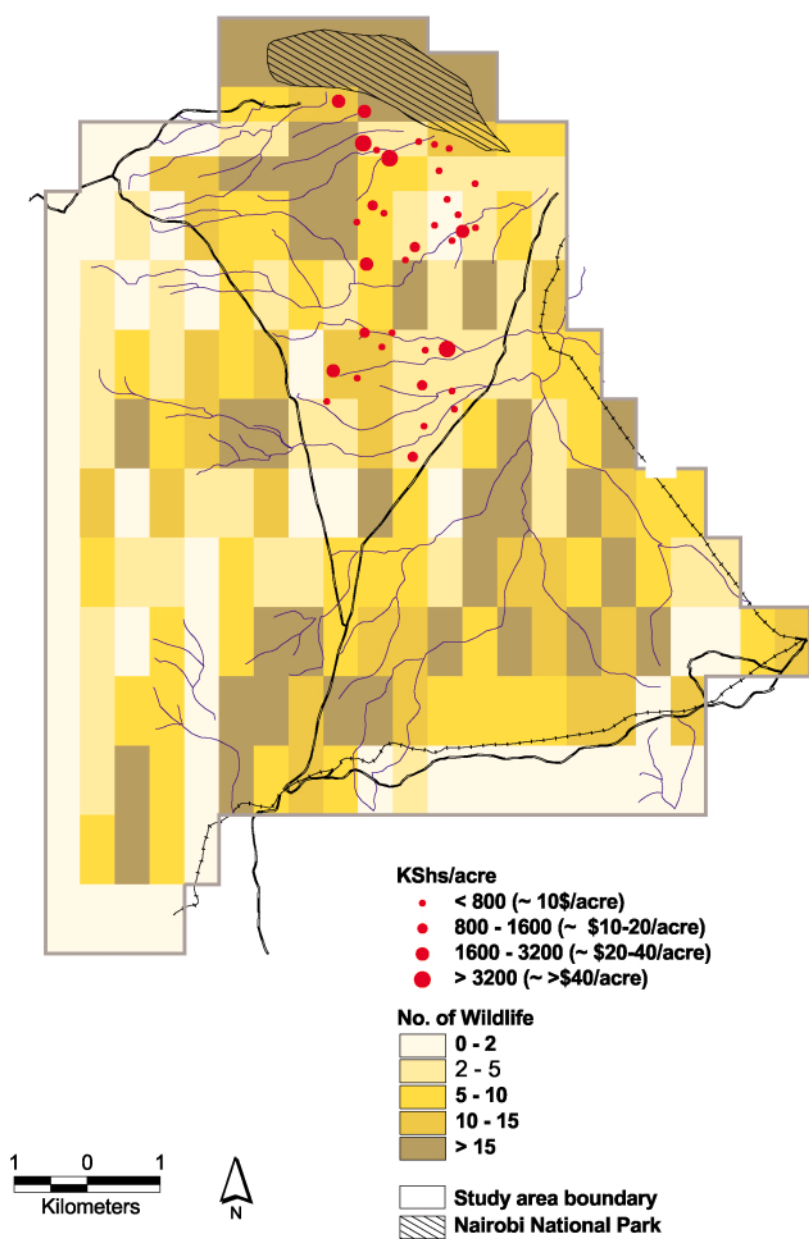 KShs/acre
< 800 (~ 10$/acre)
800 - 1600 (~ $10-20/acre)
1600 - 3200 (~ $20-40/acre)
> 3200 (~ >$40/acre)
No. of Wildlife
0 - 2
2 - 5
5 - 10
10 - 15
> 15
1 0 1
Kilometers
N
Study area boundary
Nairobi National Park